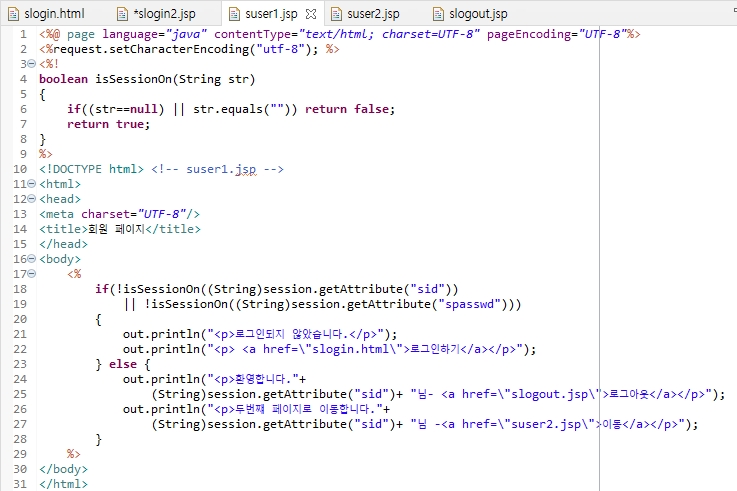 slogin.html *slogin2.jsp suser1.jsp suser2.jsp slogout.jsp
1 <%@ page language="java" contentType="text/html; charset=UTF-8" pageEncoding="UTF-8"%>
2 <%request.setCharacterEncoding("utf-8"); %>
3 <%!
4 boolean isSessionOn(String str)
5 {
6 if((str==null) || str.equals("")) return false;
7 return true;
8 }
9 %>
10 <!DOCTYPE html> <!-- suser1.jsp -->
11 <html>
12 <head>
13 <meta charset="UTF-8"/>
14 <title>회원 페이지</title>
15 </head>
16 <body>
17 <%
18 if(!isSessionOn((String)session.getAttribute("sid"))
19 || !isSessionOn((String)session.getAttribute("spasswd")))
20 {
21 out.println("<p>로그인되지 않았습니다.</p>");
22 out.println("<p> <a href=\"slogin.html\">로그인하기</a></p>");
23 } else {
24 out.println("<p>환영합니다."+
25 (String)session.getAttribute("sid")+ "님- <a href=\"slogout.jsp\">로그아웃</a></p>");
26 out.println("<p>두번째 페이지로 이동합니다."+
27 (String)session.getAttribute("sid")+ "님 -<a href=\"suser2.jsp\">이동</a></p>");
28 }
29 %>
30 </body>
31 </html>